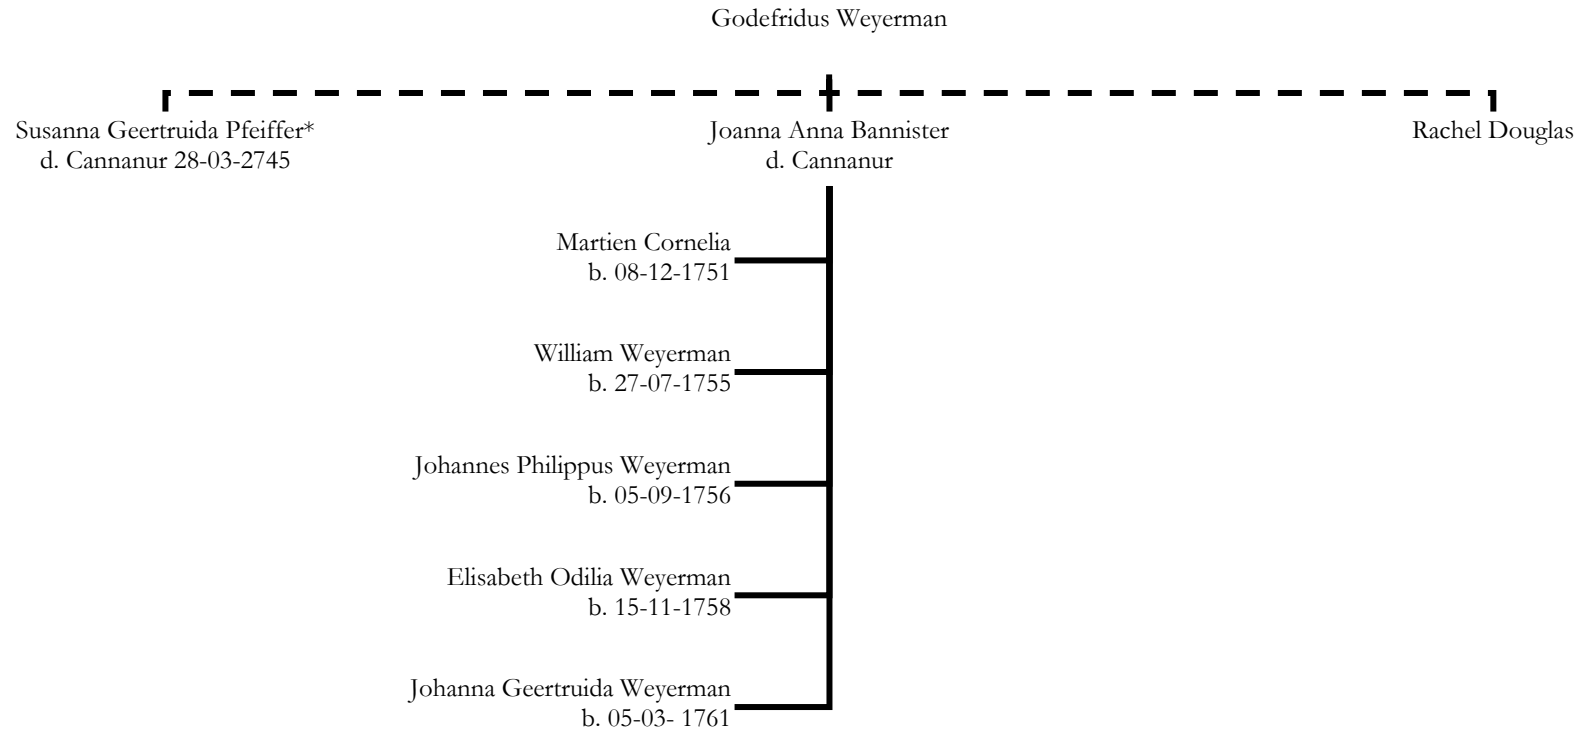 Godefridus Weyerman
Susanna Geertruida Pfeiffer*
d. Cannanur 28-03-2745
Joanna Anna Bannister
d. Cannanur
Rachel Douglas
Martien Cornelia
b. 08-12-1751
William Weyerman
b. 27-07-1755
Johannes Philippus Weyerman
b. 05-09-1756
Elisabeth Odilia Weyerman
b. 15-11-1758
Johanna Geertruida Weyerman
b. 05-03- 1761